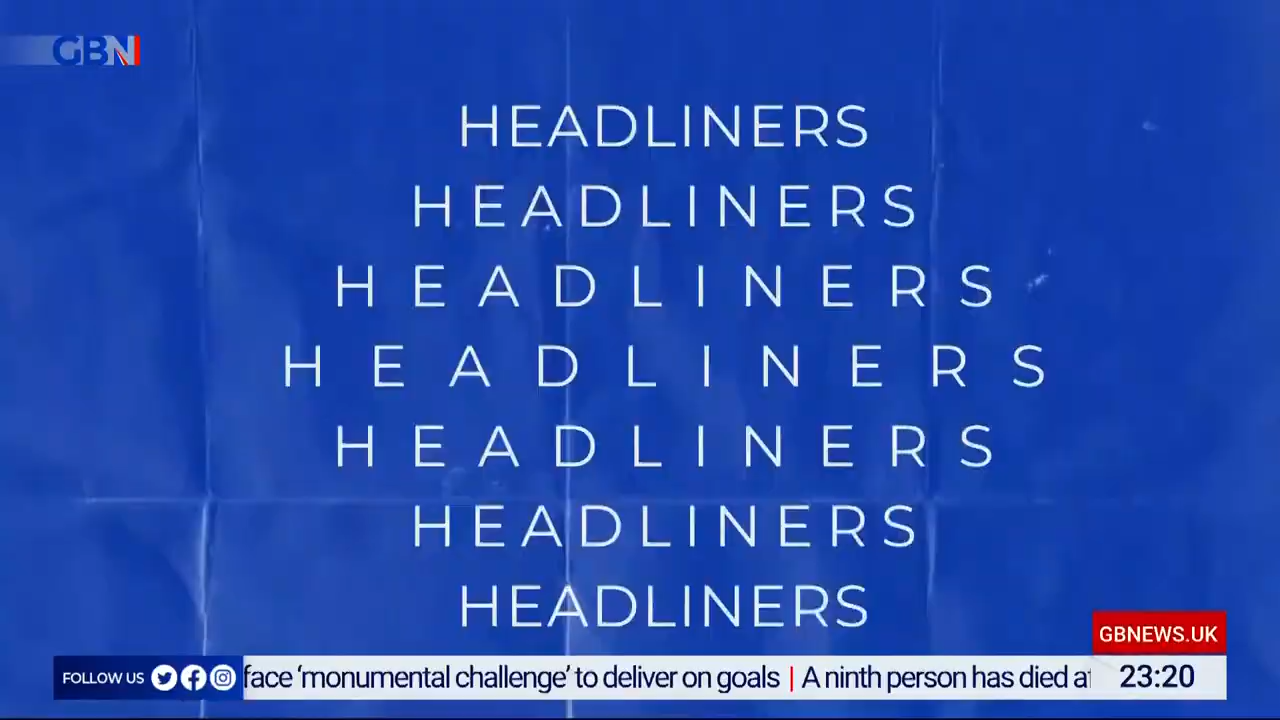 GBN
HEADLINERS
HEADLINERS
HEADLINERS
HEADLINERS
HEADLINERS
HEADLINERS
HEADLINERS
GBNEWS.UK
FOLLOW US face ‘monumental challenge’ to deliver on goals | A ninth person has died 23:20